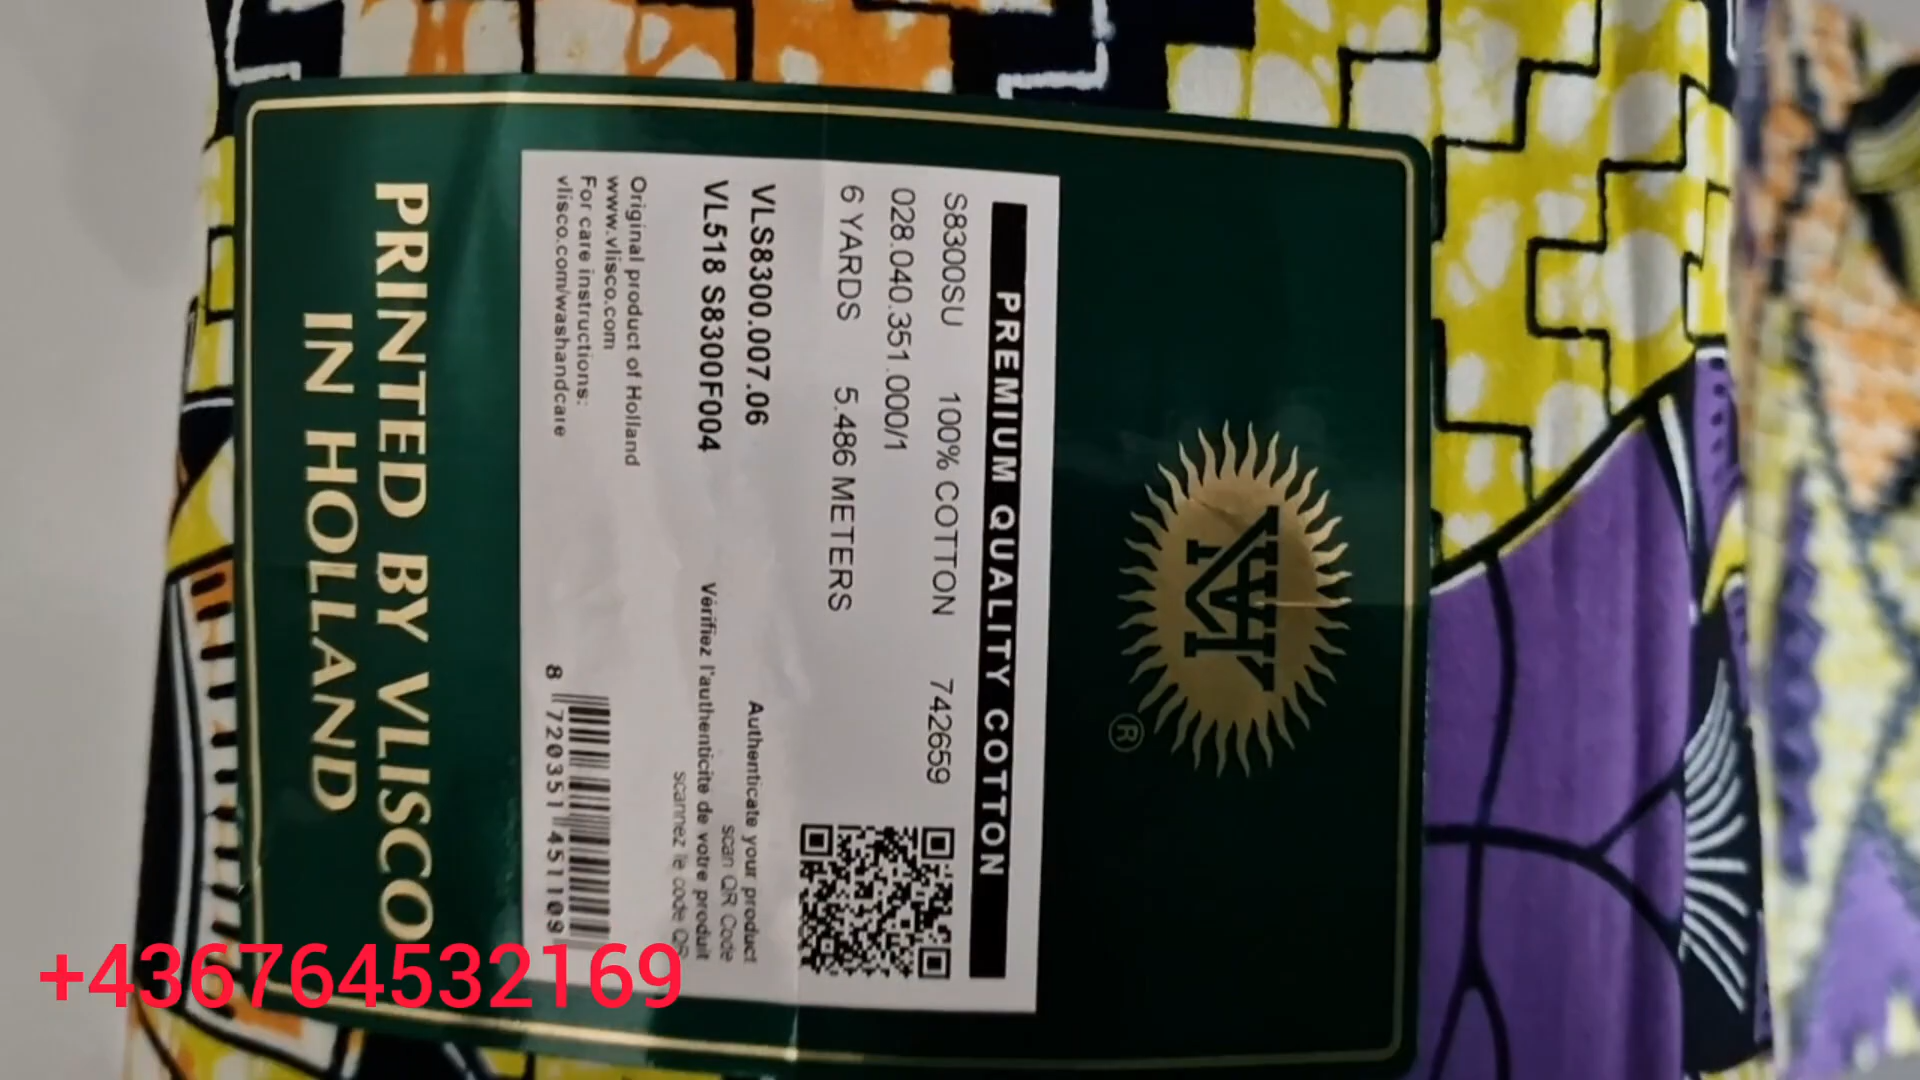 PREMIUM QUALITY COTTON
S8300SU 100% COTTON 742659
028.040.351.000/1
6 YARDS 5.486 METERS
VLS8300.007.06
VL518 S8300F004
Authenticate your product
scan QR Code
Vérifiez l'authenticité de votre produit
scannez le code QR
Original product of Holland
www.vlisco.com
For care instructions:
vlisco.com/washandcare
8 720351 451109
PRINTED BY VLISCO
IN HOLLAND
®
+436764532169